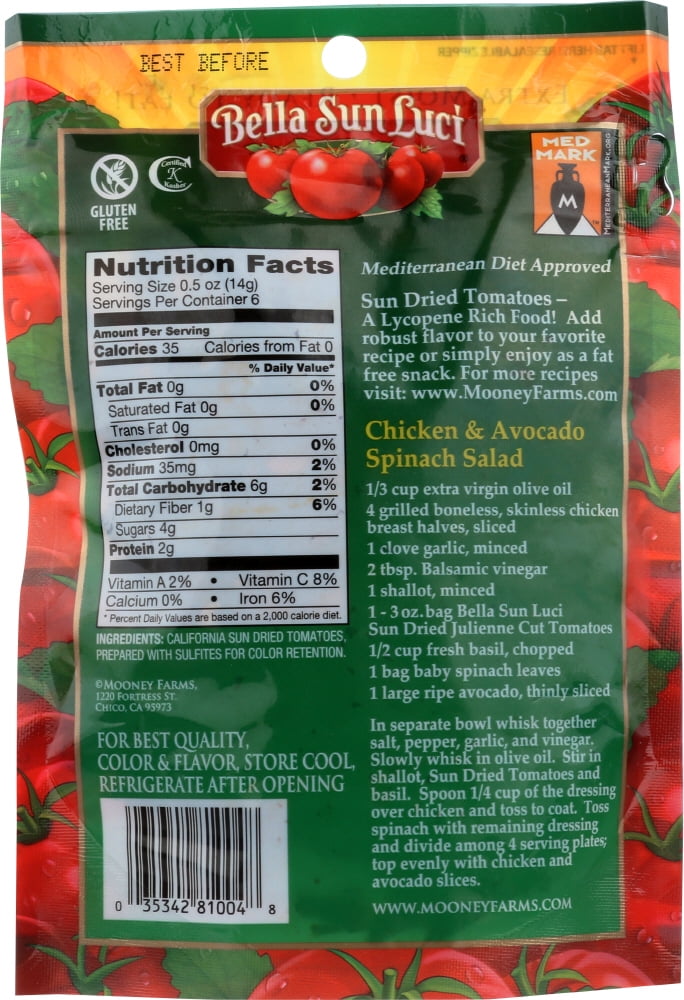 BEST BEFORE
LIFT TAB HERE! RESEALABLE ZIPPER
Bella Sun Luci
GLUTEN
FREE
Certified
K
Kosher
MED
MARK
M
MEDITERRANEANMARK.ORG
Nutrition Facts
Serving Size 0.5 oz (14g)
Servings Per Container 6
Amount Per Serving
Calories 35 Calories from Fat 0
% Daily Value*
Total Fat 0g 0%
Saturated Fat 0g 0%
Trans Fat 0g
Cholesterol 0mg 0%
Sodium 35mg 2%
Total Carbohydrate 6g 2%
Dietary Fiber 1g 6%
Sugars 4g
Protein 2g
Vitamin A 2% • Vitamin C 8%
Calcium 0% • Iron 6%
* Percent Daily Values are based on a 2,000 calorie diet.
INGREDIENTS: CALIFORNIA SUN DRIED TOMATOES,
PREPARED WITH SULFITES FOR COLOR RETENTION.
©MOONEY FARMS,
1220 FORTRESS ST.
CHICO, CA 95973
FOR BEST QUALITY,
COLOR & FLAVOR, STORE COOL,
REFRIGERATE AFTER OPENING
0 35342 81004 8
Mediterranean Diet Approved
Sun Dried Tomatoes –
A Lycopene Rich Food! Add
robust flavor to your favorite
recipe or simply enjoy as a fat
free snack. For more recipes
visit: www.MooneyFarms.com
Chicken & Avocado
Spinach Salad
1/3 cup extra virgin olive oil
4 grilled boneless, skinless chicken
breast halves, sliced
1 clove garlic, minced
2 tbsp. Balsamic vinegar
1 shallot, minced
1 - 3 oz. bag Bella Sun Luci
Sun Dried Julienne Cut Tomatoes
1/2 cup fresh basil, chopped
1 bag baby spinach leaves
1 large ripe avocado, thinly sliced
In separate bowl whisk together
salt, pepper, garlic, and vinegar.
Slowly whisk in olive oil. Stir in
shallot, Sun Dried Tomatoes and
basil. Spoon 1/4 cup of the dressing
over chicken and toss to coat. Toss
spinach with remaining dressing
and divide among 4 serving plates;
top evenly with chicken and
avocado slices.
WWW.MOONEYFARMS.COM